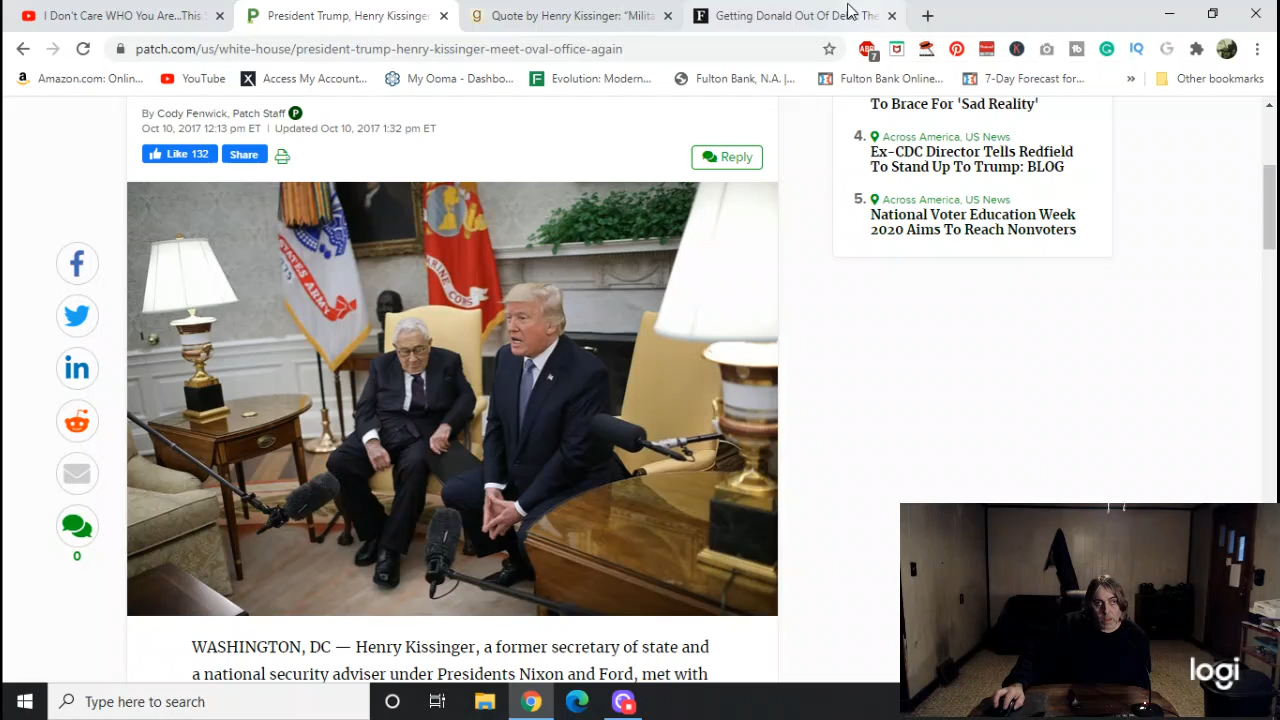 I Don't Care WHO You Are...This S
President Trump, Henry Kissinger
Quote by Henry Kissinger: "Milita
Getting Donald Out Of Debt: The
patch.com/us/white-house/president-trump-henry-kissinger-meet-oval-office-again
7
Amazon.com: Onlin...
YouTube
Access My Account...
My Ooma - Dashbo...
Evolution: Modern...
Fulton Bank, N.A. |...
Fulton Bank Online...
7-Day Forecast for...
»
Other bookmarks
By Cody Fenwick, Patch Staff
Oct 10, 2017 12:13 pm ET | Updated Oct 10, 2017 1:32 pm ET
Like 132
Share
Reply
To Brace For 'Sad Reality'
4. Across America, US News
Ex-CDC Director Tells Redfield
To Stand Up To Trump: BLOG
5. Across America, US News
National Voter Education Week
2020 Aims To Reach Nonvoters
STATES ARMY
MARINE CORPS
0
WASHINGTON, DC — Henry Kissinger, a former secretary of state and
a national security adviser under Presidents Nixon and Ford, met with
logi
Type here to search